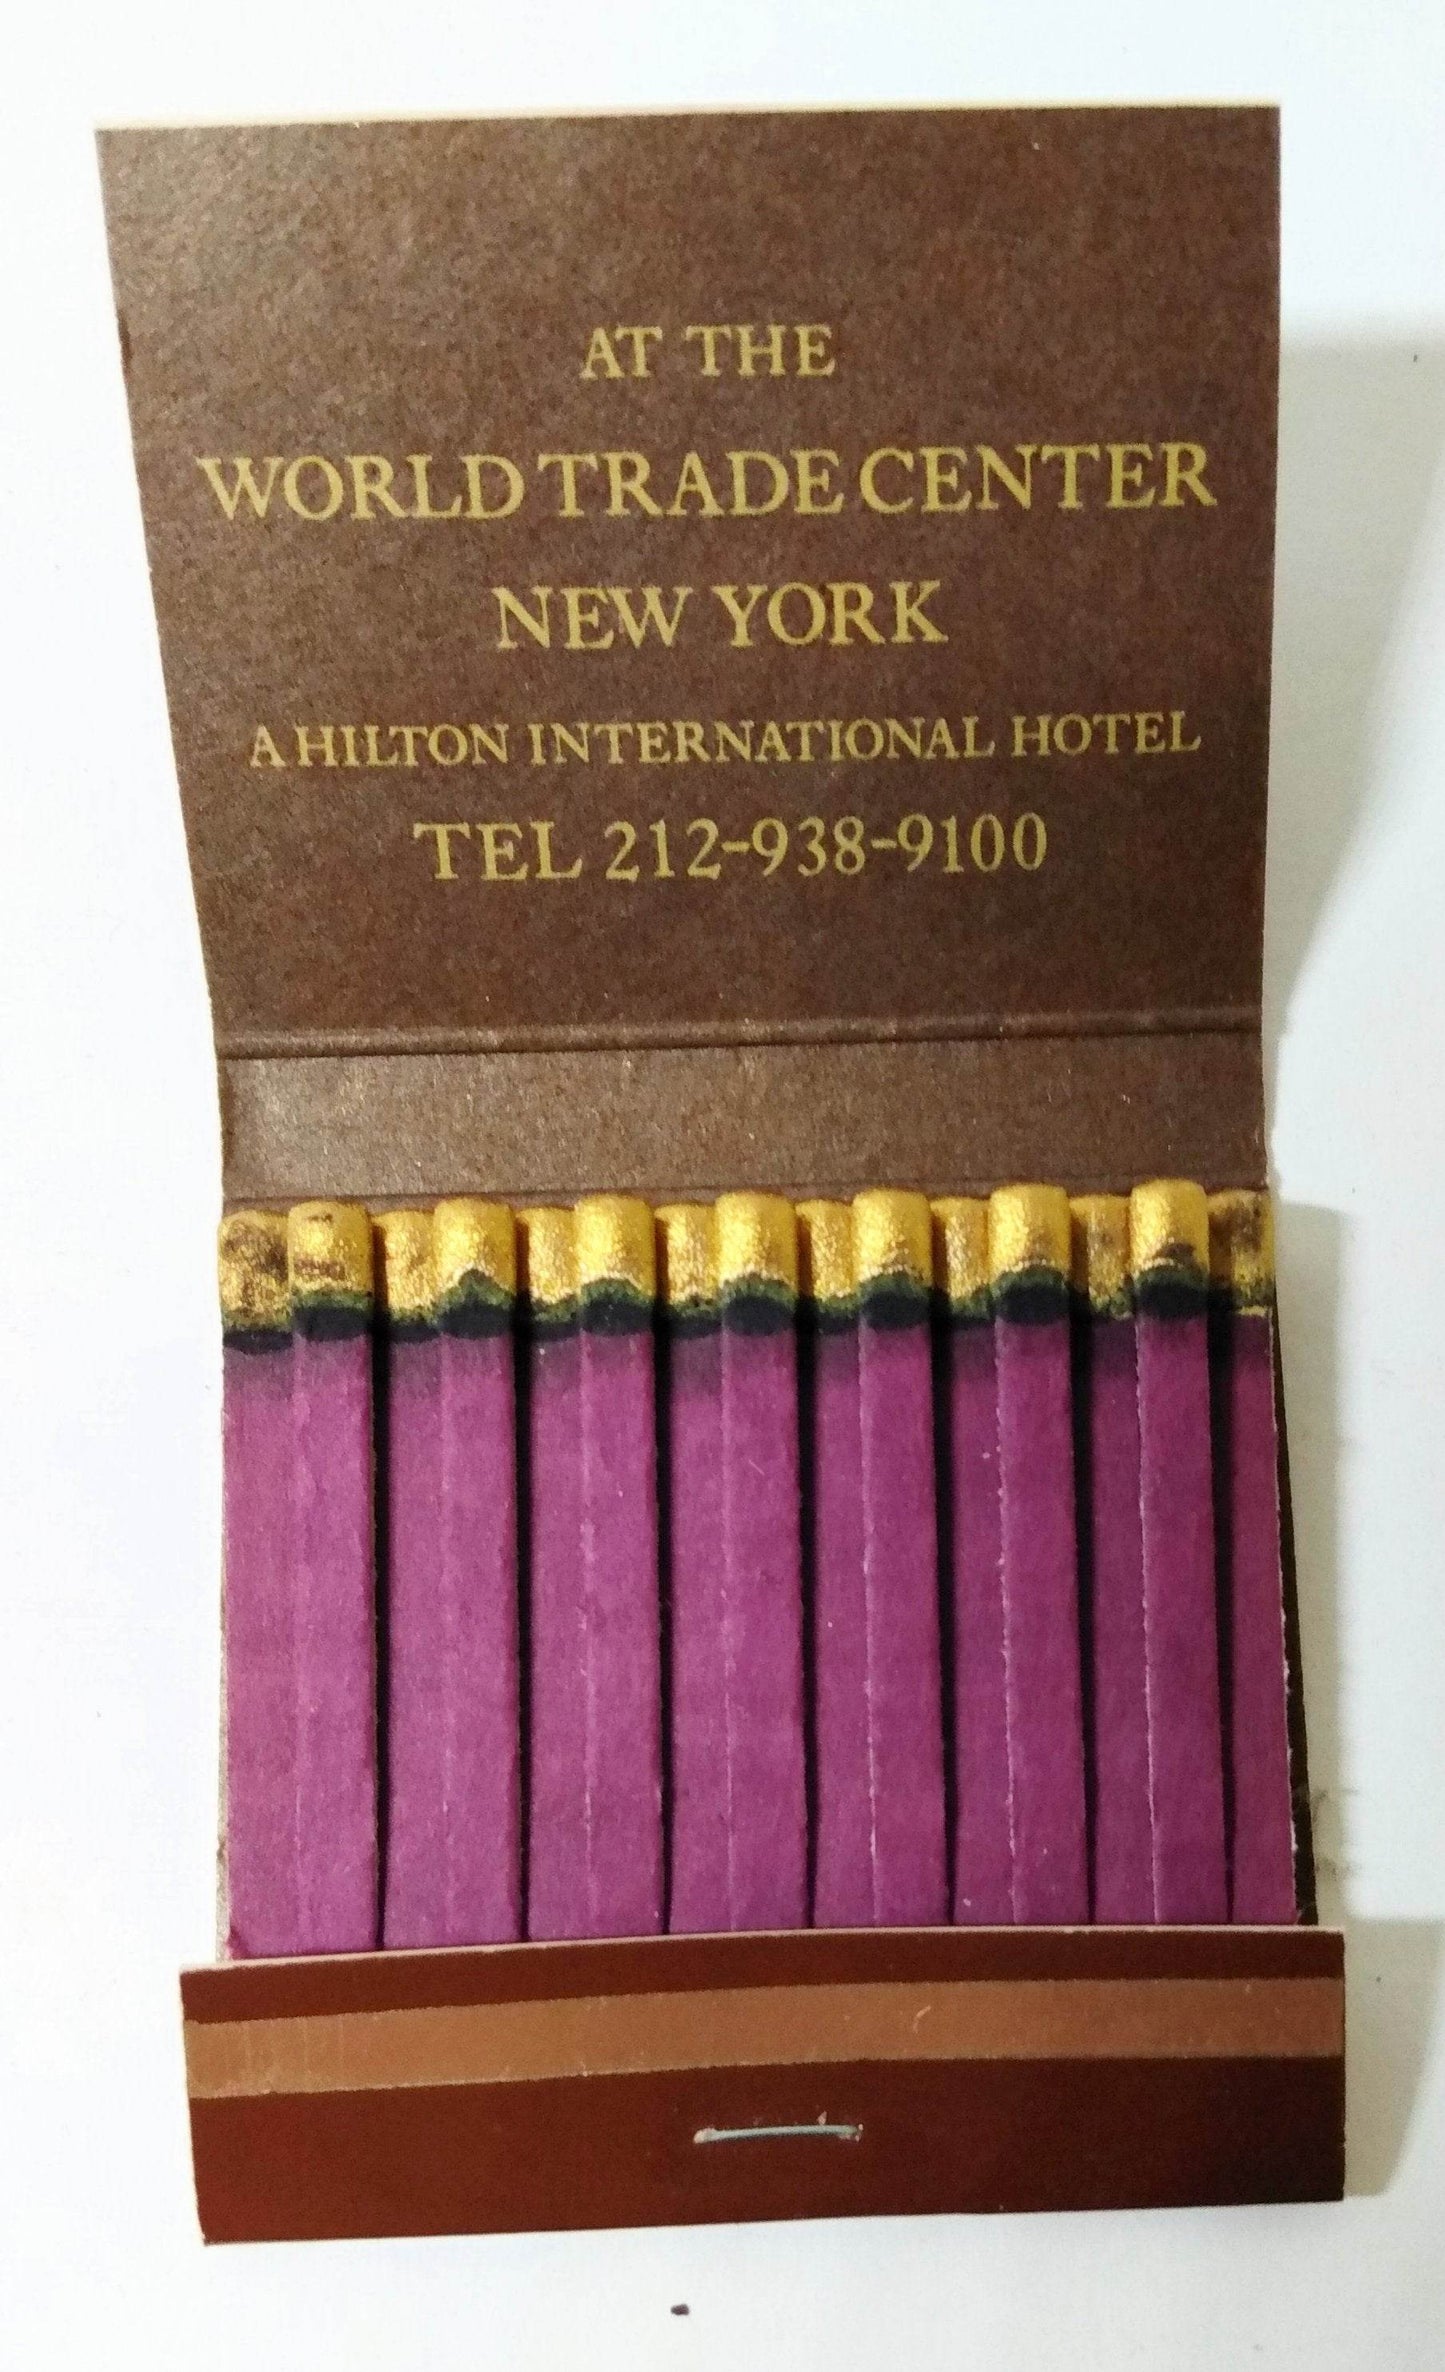 AT THE
WORLD TRADE CENTER
NEW YORK
A HILTON INTERNATIONAL HOTEL
TEL 212-938-9100